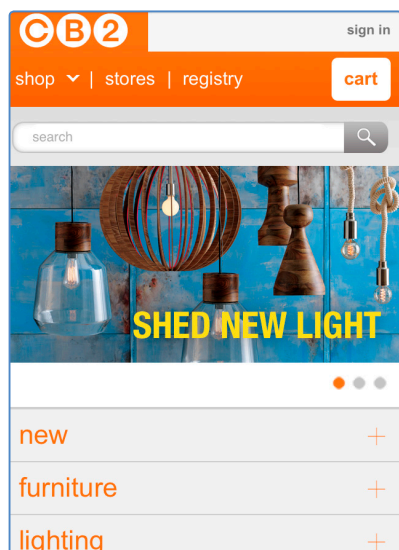 CB2
sign in
shop | stores | registry
cart
search
SHED NEW LIGHT
new
furniture
lighting